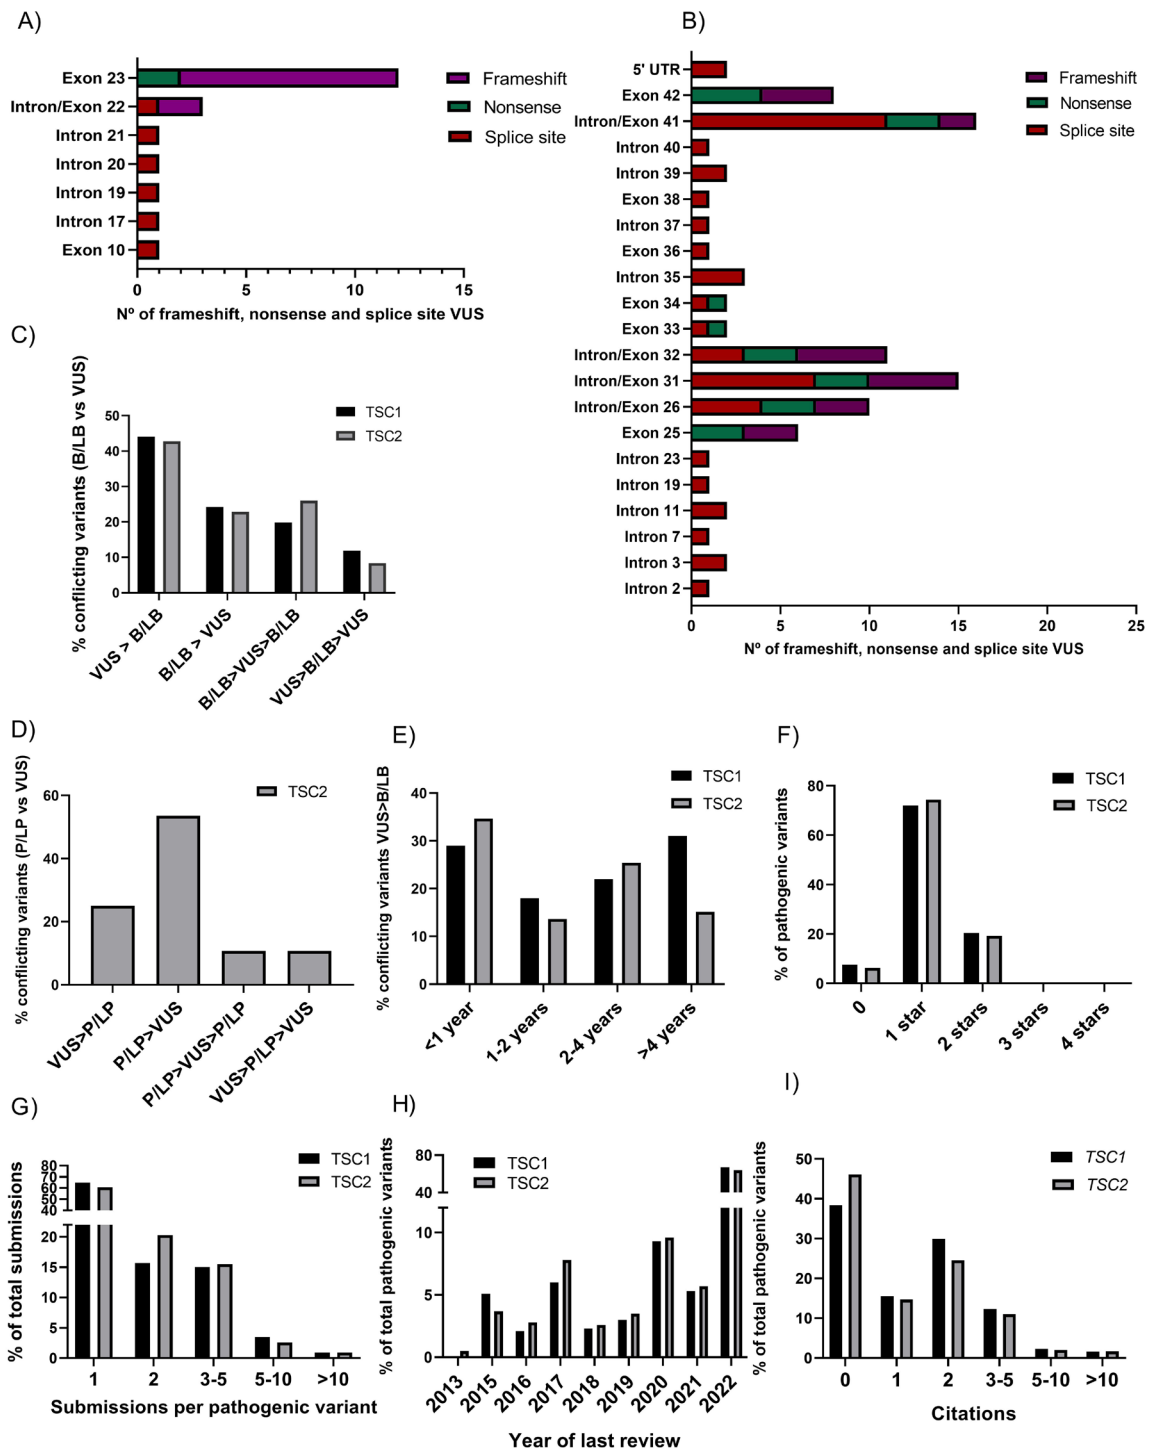 A)
Exon 23
Intron/Exon 22
Intron 21
Intron 20
Intron 19
Intron 17
Exon 10
Frameshift
Nonsense
Splice site
0 5 10 15
Nº of frameshift, nonsense and splice site VUS
B)
5' UTR
Exon 42
Intron/Exon 41
Intron 40
Intron 39
Exon 38
Intron 37
Exon 36
Intron 35
Exon 34
Exon 33
Intron/Exon 32
Intron/Exon 31
Intron/Exon 26
Exon 25
Intron 23
Intron 19
Intron 11
Intron 7
Intron 3
Intron 2
Frameshift
Nonsense
Splice site
0 5 10 15 20 25
Nº of frameshift, nonsense and splice site VUS
C)
% conflicting variants (B/LB vs VUS)
50
40
30
20
10
0
TSC1
TSC2
VUS > B/LB
B/LB > VUS
B/LB>VUS>B/LB
VUS>B/LB>VUS
D)
% conflicting variants (P/LP vs VUS)
60
40
20
0
TSC2
VUS>P/LP
P/LP>VUS
P/LP>VUS>P/LP
VUS>P/LP>VUS
E)
% conflicting variants VUS>B/LB
40
30
20
10
0
TSC1
TSC2
<1 year
1-2 years
2-4 years
>4 years
F)
% of pathogenic variants
80
60
40
20
0
TSC1
TSC2
0
1 star
2 stars
3 stars
4 stars
G)
% of total submissions
80
70
60
50
40
20
15
10
5
0
TSC1
TSC2
1 2 3-5 5-10 >10
Submissions per pathogenic variant
H)
% of total pathogenic variants
80
40
10
5
0
TSC1
TSC2
2013
2015
2016
2017
2018
2019
2020
2021
2022
Year of last review
I)
% of total pathogenic variants
50
40
30
20
10
0
TSC1
TSC2
0 1 2 3-5 5-10 >10
Citations